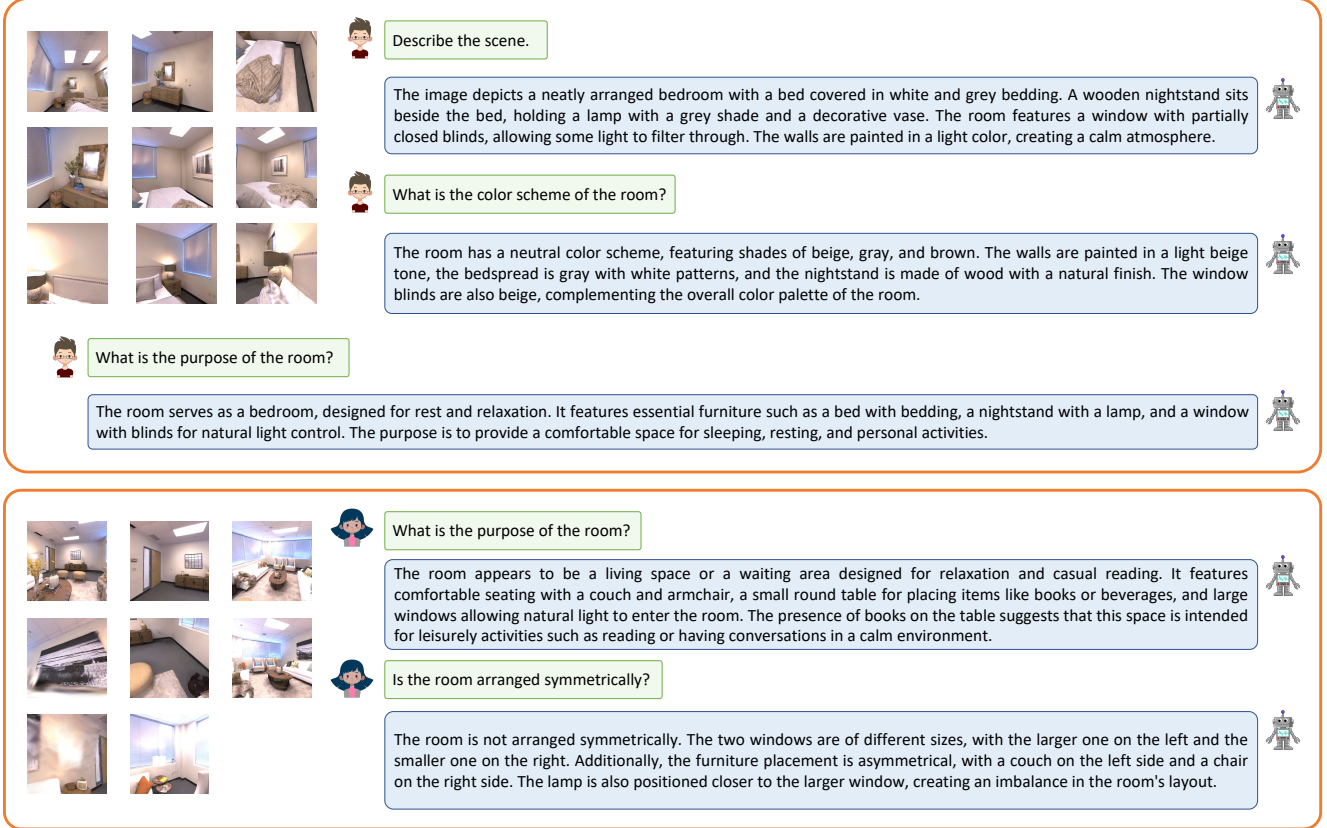 Describe the scene.
The image depicts a neatly arranged bedroom with a bed covered in white and grey bedding. A wooden nightstand sits
beside the bed, holding a lamp with a grey shade and a decorative vase. The room features a window with partially
closed blinds, allowing some light to filter through. The walls are painted in a light color, creating a calm atmosphere.
What is the color scheme of the room?
The room has a neutral color scheme, featuring shades of beige, gray, and brown. The walls are painted in a light beige
tone, the bedspread is gray with white patterns, and the nightstand is made of wood with a natural finish. The window
blinds are also beige, complementing the overall color palette of the room.
What is the purpose of the room?
The room serves as a bedroom, designed for rest and relaxation. It features essential furniture such as a bed with bedding, a nightstand with a lamp, and a window
with blinds for natural light control. The purpose is to provide a comfortable space for sleeping, resting, and personal activities.
What is the purpose of the room?
The room appears to be a living space or a waiting area designed for relaxation and casual reading. It features
comfortable seating with a couch and armchair, a small round table for placing items like books or beverages, and large
windows allowing natural light to enter the room. The presence of books on the table suggests that this space is intended
for leisurely activities such as reading or having conversations in a calm environment.
Is the room arranged symmetrically?
The room is not arranged symmetrically. The two windows are of different sizes, with the larger one on the left and the
smaller one on the right. Additionally, the furniture placement is asymmetrical, with a couch on the left side and a chair
on the right side. The lamp is also positioned closer to the larger window, creating an imbalance in the room's layout.